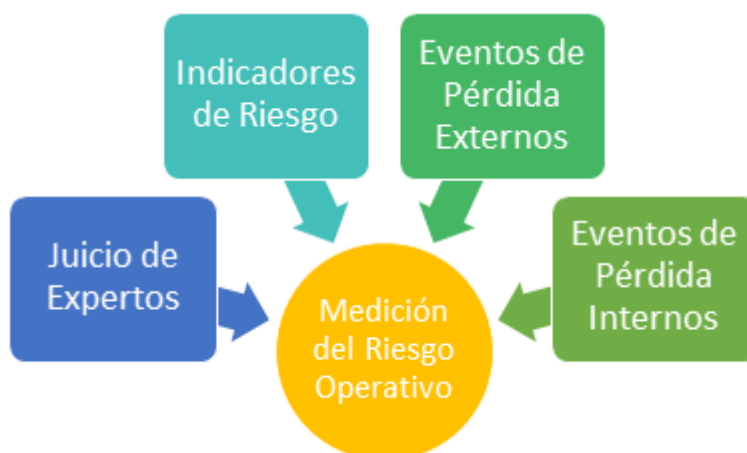 Indicadores
de Riesgo
Eventos de
Pérdida
Externos
Juicio de
Expertos
Eventos de
Pérdida
Internos
Medición
del Riesgo
Operativo